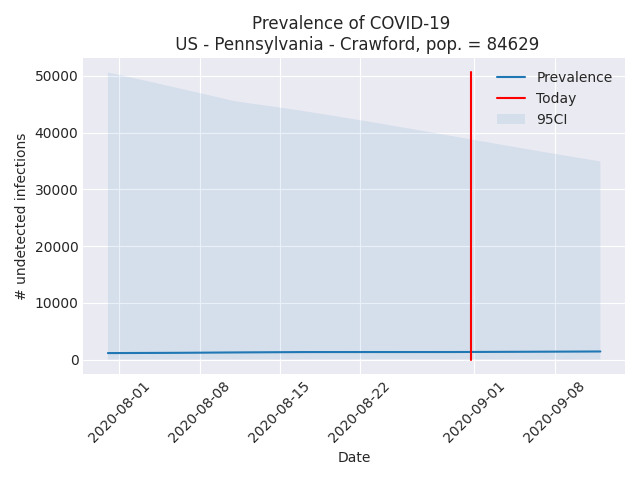 Prevalence of COVID-19
US - Pennsylvania - Crawford, pop. = 84629
Prevalence
Today
95CI
50000
40000
30000
20000
10000
0
# undetected infections
2020-08-01
2020-08-08
2020-08-15
2020-08-22
2020-09-01
2020-09-08
Date